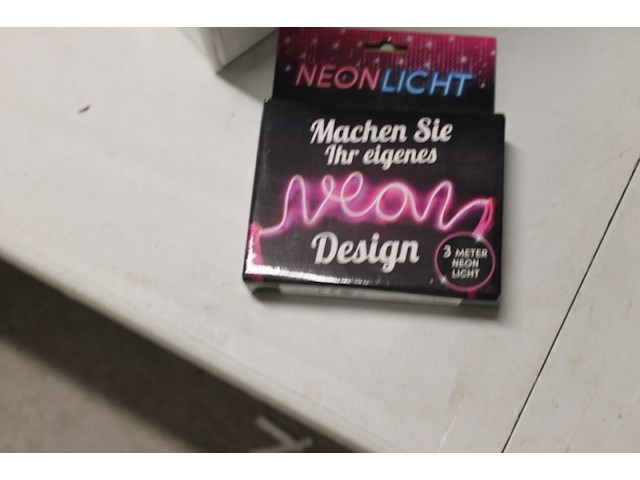 NEONLICHT
Machen Sie
Ihr eigenes
Neon
Design
3 METER
NEON
LICHT